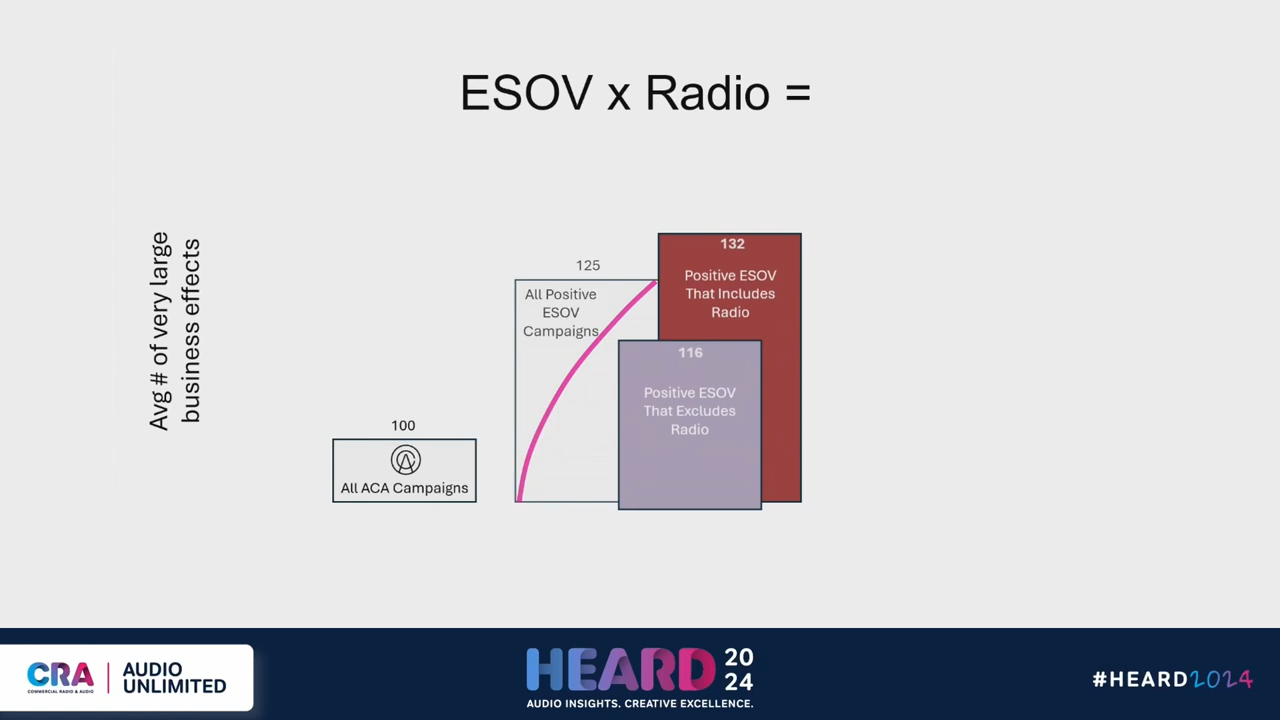 ESOV x Radio =
Avg # of very large
business effects
100
All ACA Campaigns
125
All Positive
ESOV
Campaigns
132
Positive ESOV
That Includes
Radio
116
Positive ESOV
That Excludes
Radio
CRA
COMMERCIAL RADIO & AUDIO
AUDIO
UNLIMITED
HEARD
20
24
AUDIO INSIGHTS. CREATIVE EXCELLENCE.
#HEARD2024